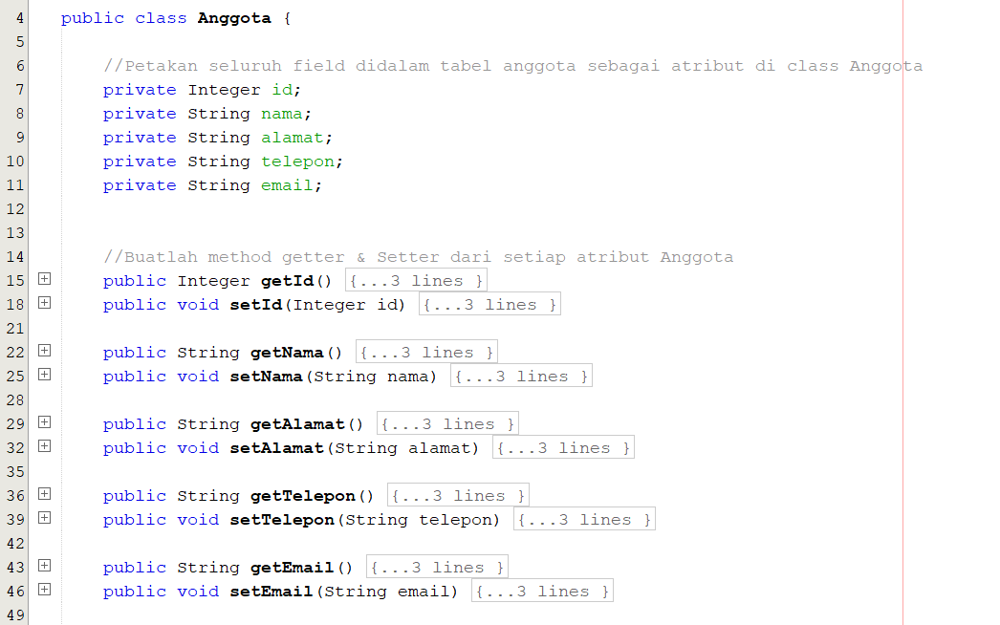 4 public class Anggota {
5
6 //Petakan seluruh field didalam tabel anggota sebagai atribut di class Anggota
7 private Integer id;
8 private String nama;
9 private String alamat;
10 private String telepon;
11 private String email;
12
13
14 //Buatlah method getter & Setter dari setiap atribut Anggota
15 public Integer getId() {...3 lines }
18 public void setId(Integer id) {...3 lines }
21
22 public String getNama() {...3 lines }
25 public void setNama(String nama) {...3 lines }
28
29 public String getAlamat() {...3 lines }
32 public void setAlamat(String alamat) {...3 lines }
35
36 public String getTelepon() {...3 lines }
39 public void setTelepon(String telepon) {...3 lines }
42
43 public String getEmail() {...3 lines }
46 public void setEmail(String email) {...3 lines }
49